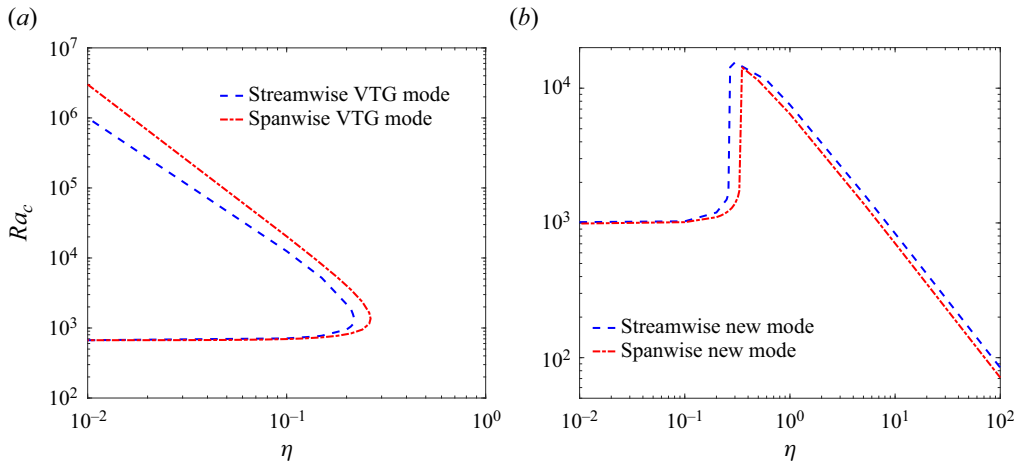 (a)
10^7
10^6
10^5
10^4
10^3
10^2
Ra_c
Streamwise VTG mode
Spanwise VTG mode
10^−2
10^−1
10^0
η
(b)
10^4
10^3
10^2
Streamwise new mode
Spanwise new mode
10^−2
10^−1
10^0
10^1
10^2
η